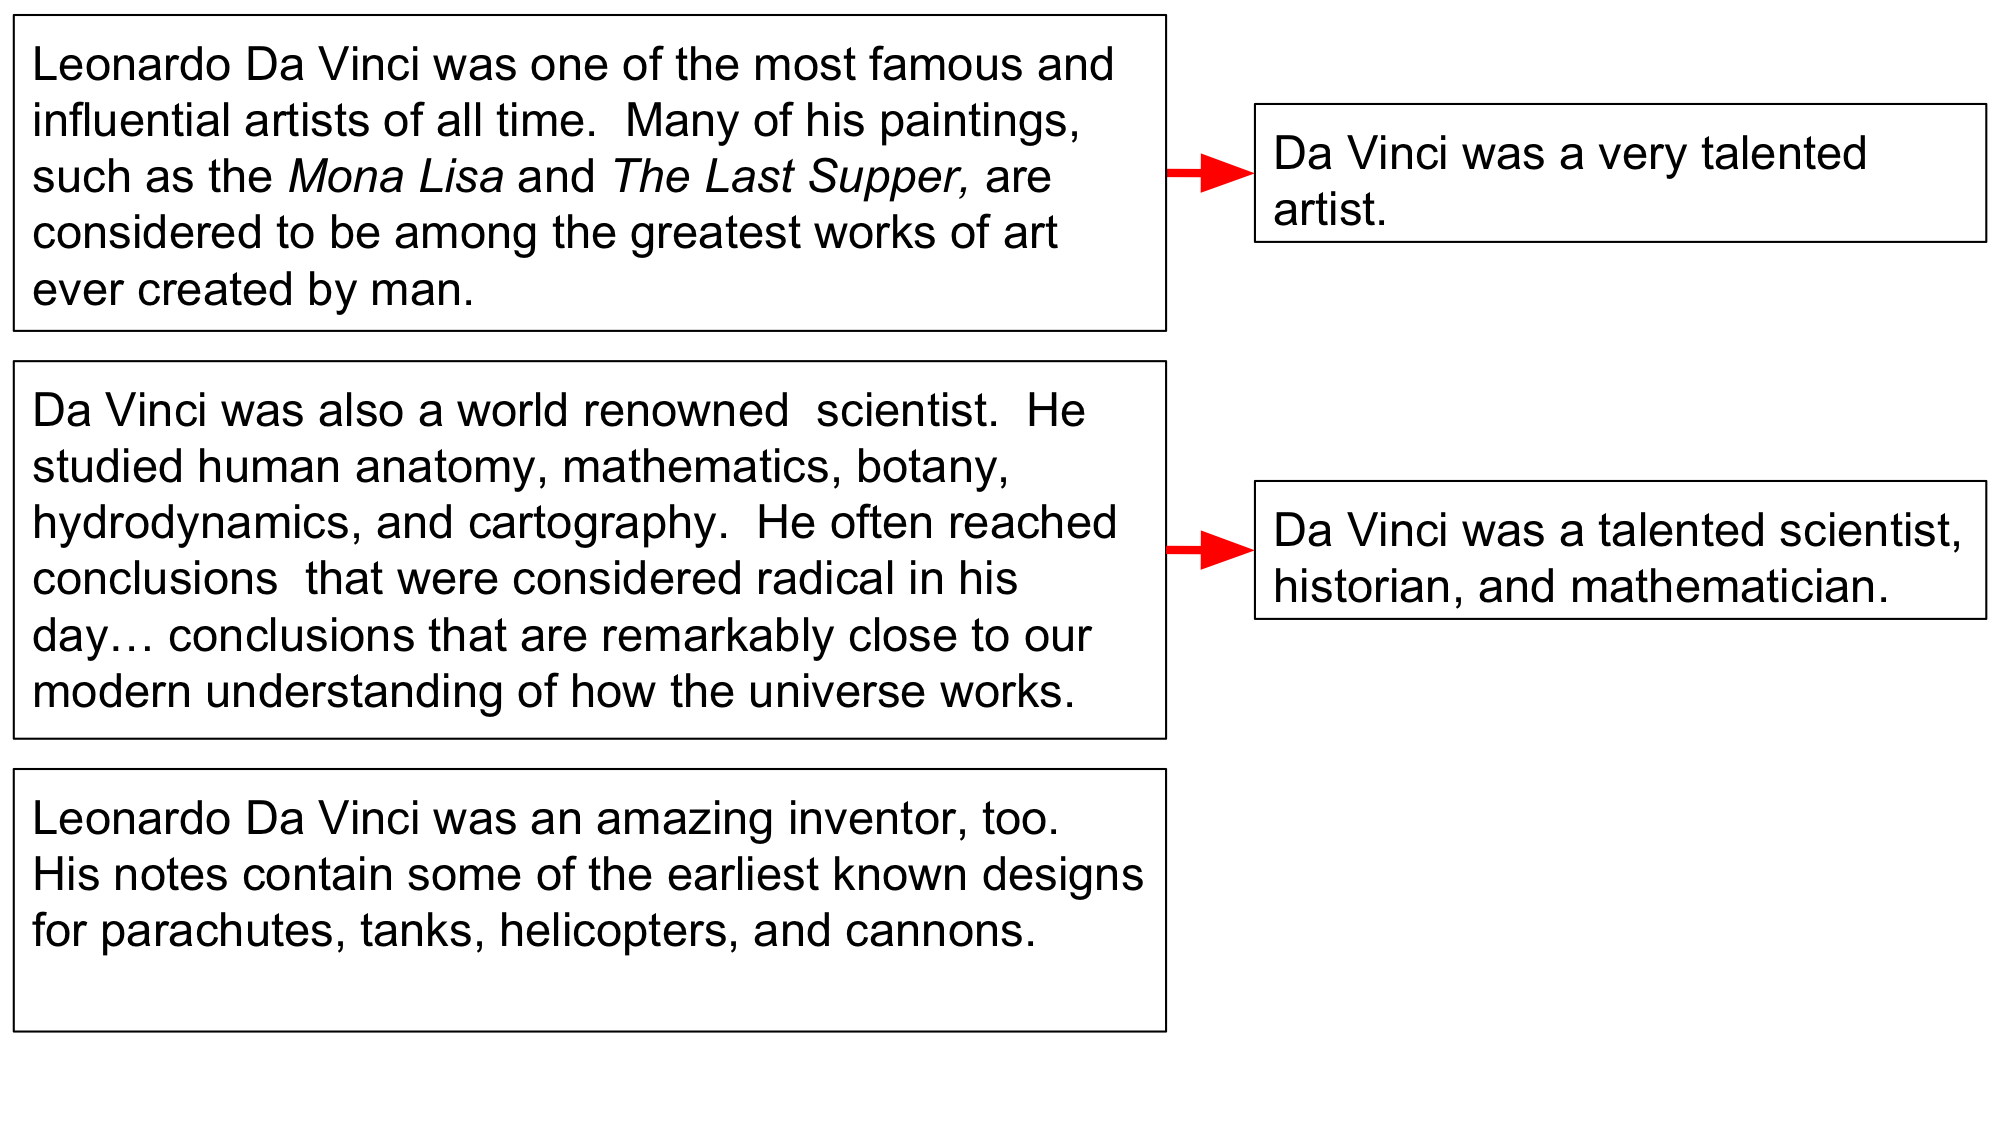 Leonardo Da Vinci was one of the most famous and
influential artists of all time.  Many of his paintings,
such as the Mona Lisa and The Last Supper, are
considered to be among the greatest works of art
ever created by man.
Da Vinci was a very talented
artist.
Da Vinci was also a world renowned  scientist.  He
studied human anatomy, mathematics, botany,
hydrodynamics, and cartography.  He often reached
conclusions  that were considered radical in his
day… conclusions that are remarkably close to our
modern understanding of how the universe works.
Da Vinci was a talented scientist,
historian, and mathematician.
Leonardo Da Vinci was an amazing inventor, too.
His notes contain some of the earliest known designs
for parachutes, tanks, helicopters, and cannons.